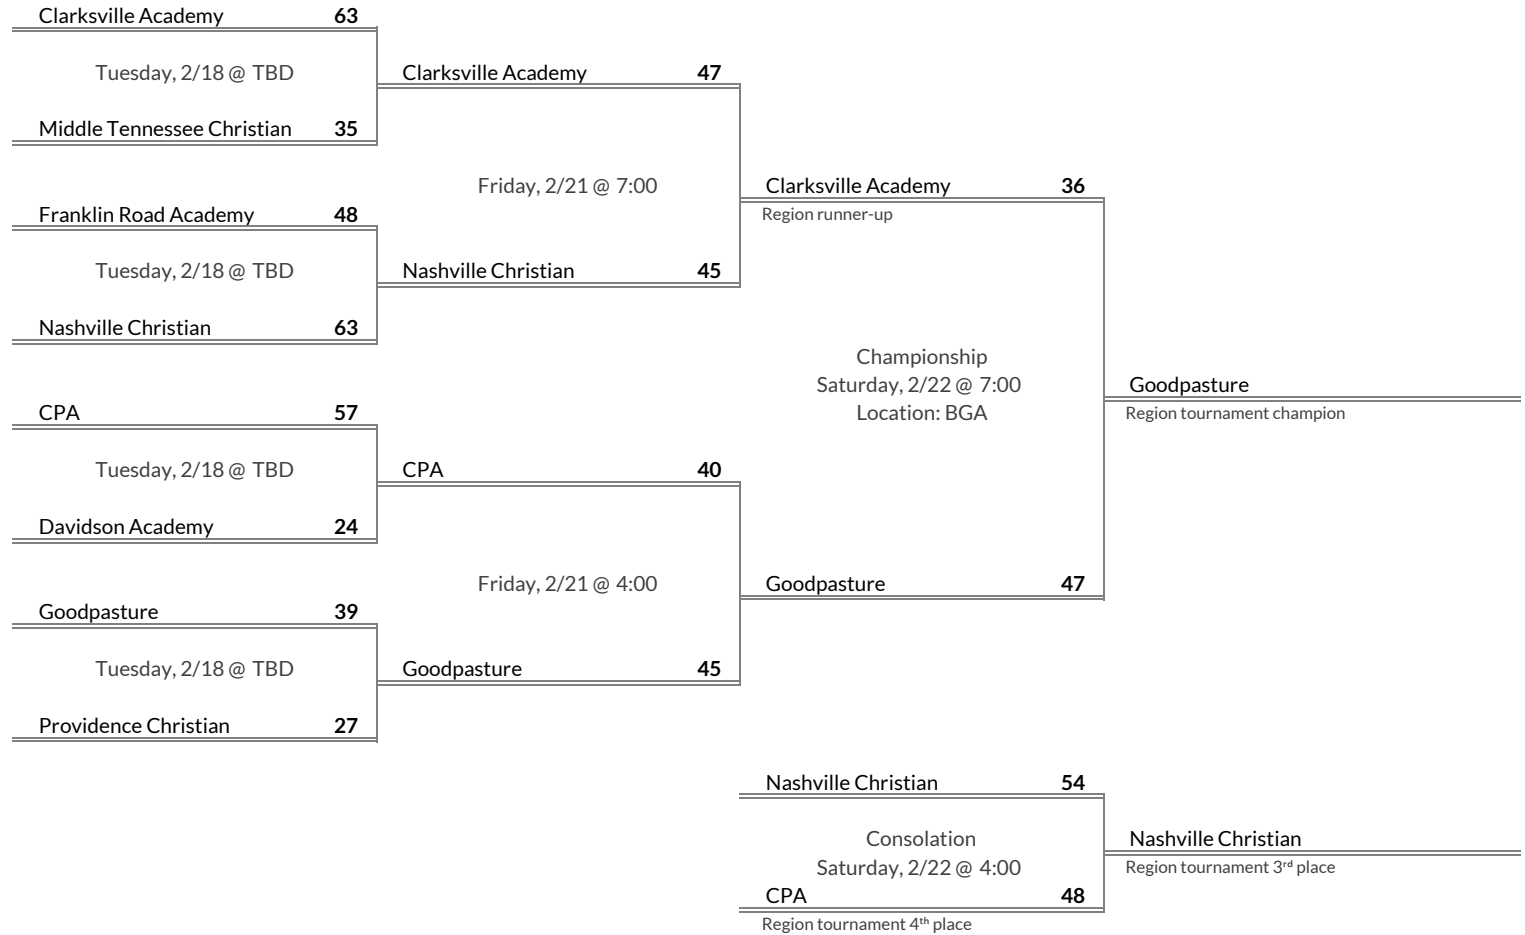 Clarksville Academy 63
Tuesday, 2/18 @ TBD
Middle Tennessee Christian 35
Franklin Road Academy 48
Tuesday, 2/18 @ TBD
Nashville Christian 63
CPA 57
Tuesday, 2/18 @ TBD
Davidson Academy 24
Goodpasture 39
Tuesday, 2/18 @ TBD
Providence Christian 27
Clarksville Academy 47
Friday, 2/21 @ 7:00
Nashville Christian 45
CPA 40
Friday, 2/21 @ 4:00
Goodpasture 45
Clarksville Academy 36
Region runner-up
Championship
Saturday, 2/22 @ 7:00
Location: BGA
Goodpasture 47
Goodpasture
Region tournament champion
Nashville Christian 54
Consolation
Saturday, 2/22 @ 4:00
CPA 48
Region tournament 4th place
Nashville Christian
Region tournament 3rd place